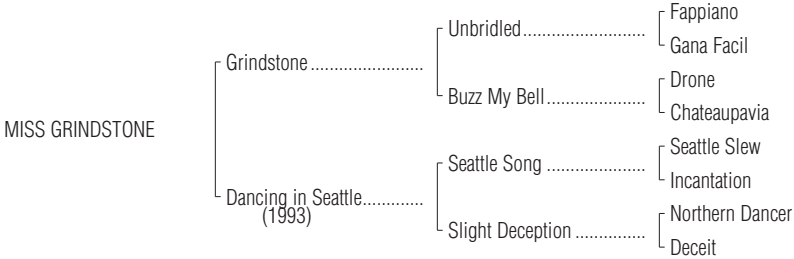 Fappiano
Unbridled..........................
Gana Facil
Grindstone ........................
Drone
Buzz My Bell.....................
Chateaupavia
MISS GRINDSTONE
Seattle Slew
Seattle Song .....................
Incantation
Dancing in Seattle.............
(1993)
Northern Dancer
Slight Deception ...............
Deceit